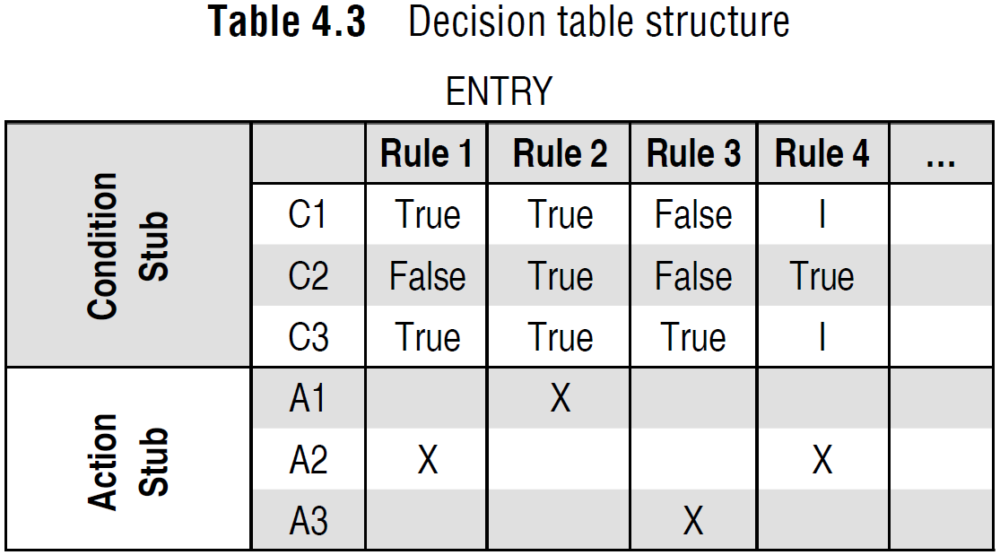 Table 4.3 Decision table structure
ENTRY
Condition
Stub
Rule 1 Rule 2 Rule 3 Rule 4 ...
C1 True True False I
C2 False True False True
C3 True True True I
Action
Stub
A1 X
A2 X X
A3 X